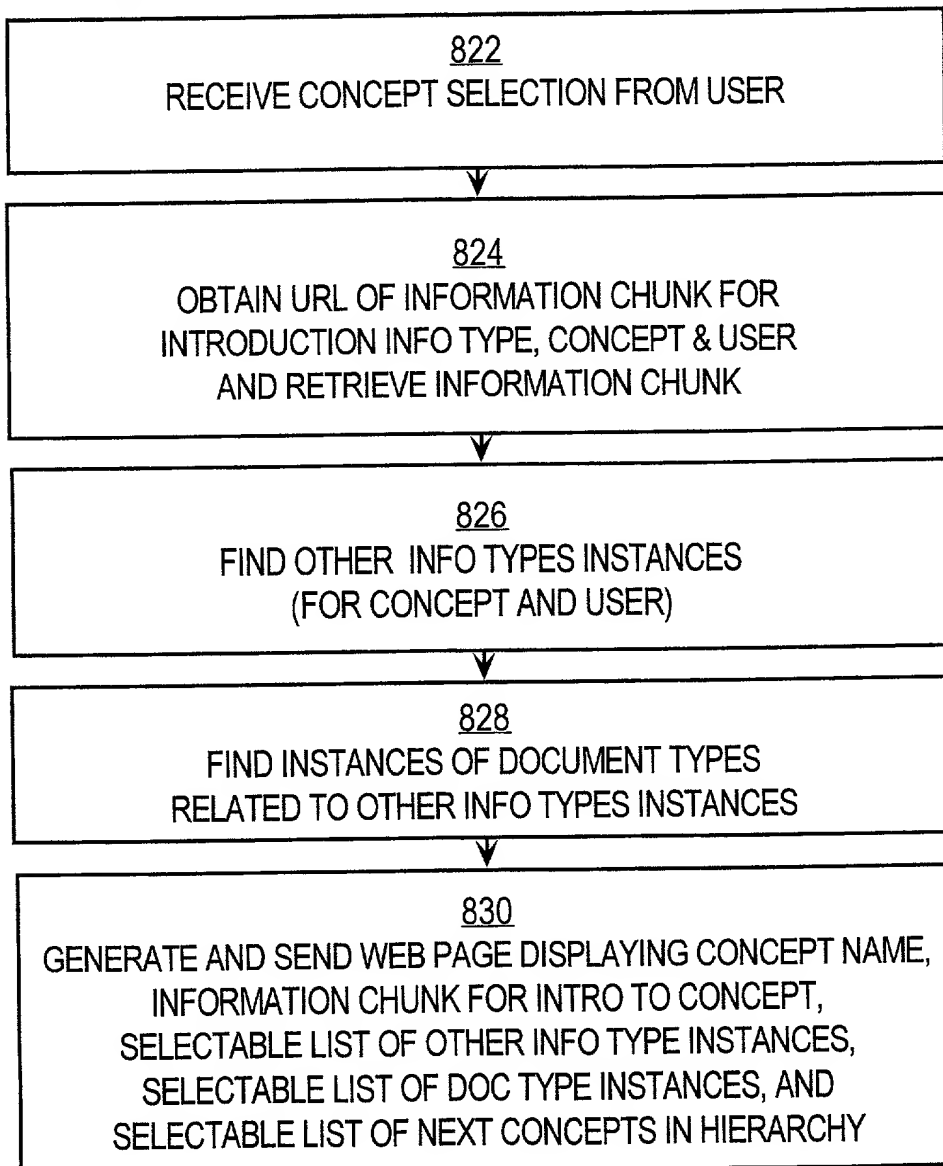 822
RECEIVE CONCEPT SELECTION FROM USER
824
OBTAIN URL OF INFORMATION CHUNK FOR
INTRODUCTION INFO TYPE, CONCEPT & USER
AND RETRIEVE INFORMATION CHUNK
826
FIND OTHER INFO TYPES INSTANCES
(FOR CONCEPT AND USER)
828
FIND INSTANCES OF DOCUMENT TYPES
RELATED TO OTHER INFO TYPES INSTANCES
830
GENERATE AND SEND WEB PAGE DISPLAYING CONCEPT NAME,
INFORMATION CHUNK FOR INTRO TO CONCEPT,
SELECTABLE LIST OF OTHER INFO TYPE INSTANCES,
SELECTABLE LIST OF DOC TYPE INSTANCES, AND
SELECTABLE LIST OF NEXT CONCEPTS IN HIERARCHY